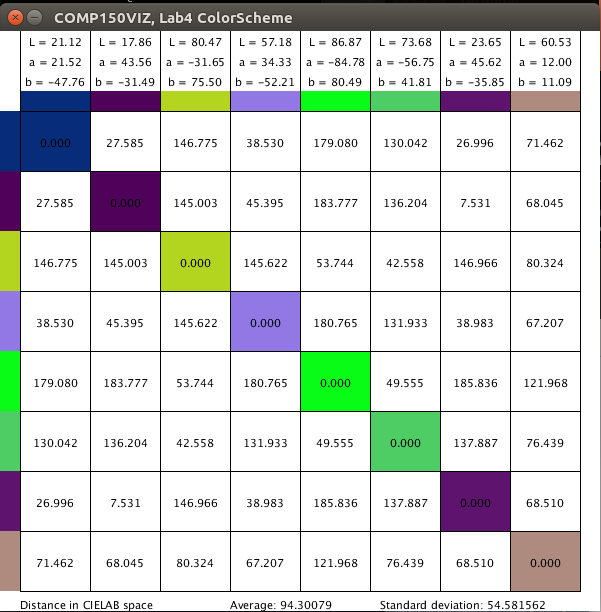 COMP150VIZ, Lab4 ColorScheme
L = 21.12 L = 17.86 L = 80.47 L = 57.18 L = 86.87 L = 73.68 L = 23.65 L = 60.53
a = 21.52 a = 43.56 a = -31.65 a = 34.33 a = -84.78 a = -56.75 a = 45.62 a = 12.00
b = -47.76 b = -31.49 b = 75.50 b = -52.21 b = 80.49 b = 41.81 b = -35.85 b = 11.09
0.000 27.585 146.775 38.530 179.080 130.042 26.996 71.462
27.585 0.000 145.003 45.395 183.777 136.204 7.531 68.045
146.775 145.003 0.000 145.622 53.744 42.558 146.966 80.324
38.530 45.395 145.622 0.000 180.765 131.933 38.983 67.207
179.080 183.777 53.744 180.765 0.000 49.555 185.836 121.968
130.042 136.204 42.558 131.933 49.555 0.000 137.887 76.439
26.996 7.531 146.966 38.983 185.836 137.887 0.000 68.510
71.462 68.045 80.324 67.207 121.968 76.439 68.510 0.000
Distance in CIELAB space Average: 94.30079 Standard deviation: 54.581562